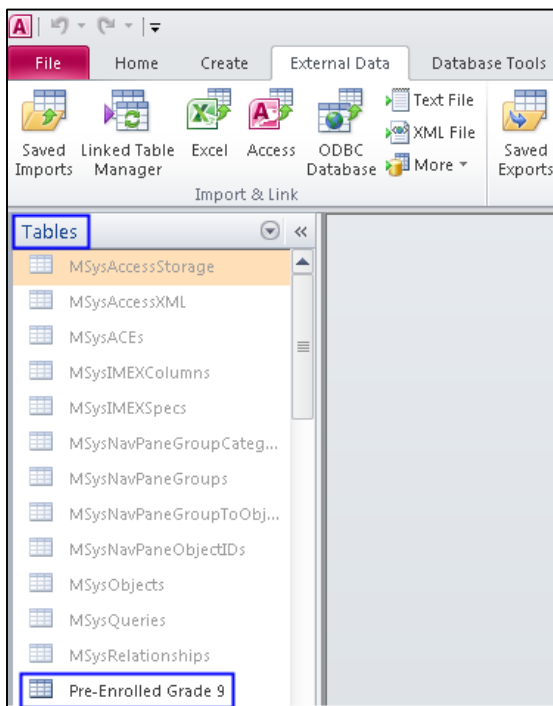 A
File Home Create External Data Database Tools
Saved Imports
Linked Table Manager
Excel
Access
ODBC Database
Text File
XML File
More
Saved Exports
Import & Link
Tables
MSysAccessStorage
MSysAccessXML
MSysACEs
MSysIMEXColumns
MSysIMEXSpecs
MSysNavPaneGroupCateg...
MSysNavPaneGroups
MSysNavPaneGroupToObj...
MSysNavPaneObjectIDs
MSysObjects
MSysQueries
MSysRelationships
Pre-Enrolled Grade 9